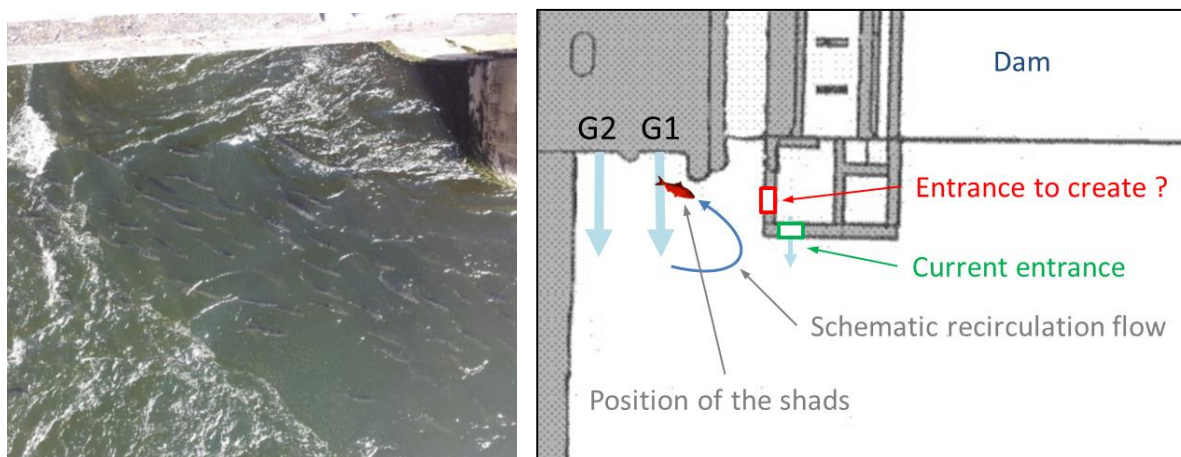 Dam
G2 G1
Entrance to create ?
Current entrance
Schematic recirculation flow
Position of the shads